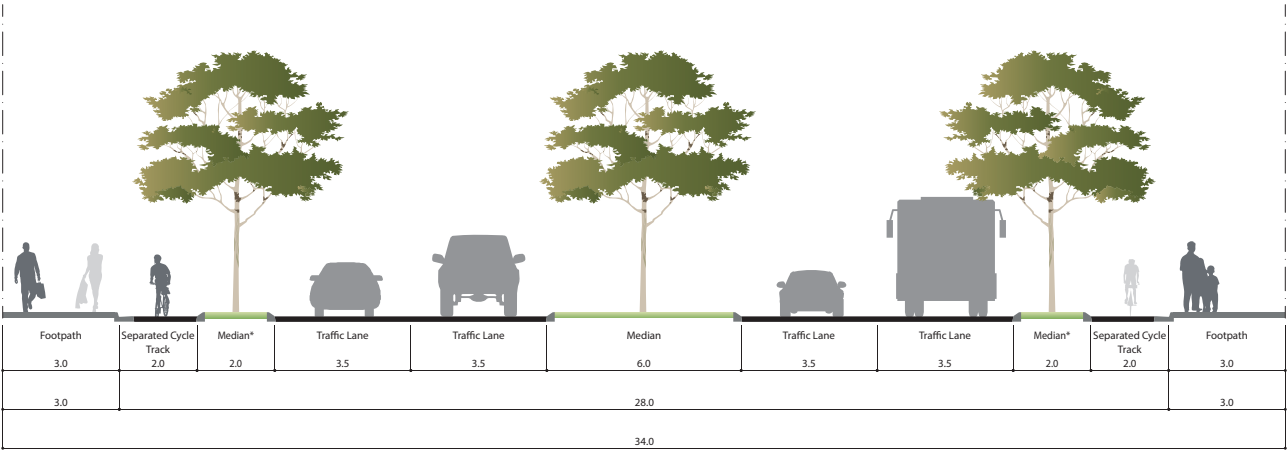 Footpath Separated Cycle Median* Traffic Lane Traffic Lane Median Traffic Lane Traffic Lane Median* Separated Cycle Footpath
Track Track
3.0 2.0 2.0 3.5 3.5 6.0 3.5 3.5 2.0 2.0 3.0
3.0 28.0 3.0
34.0